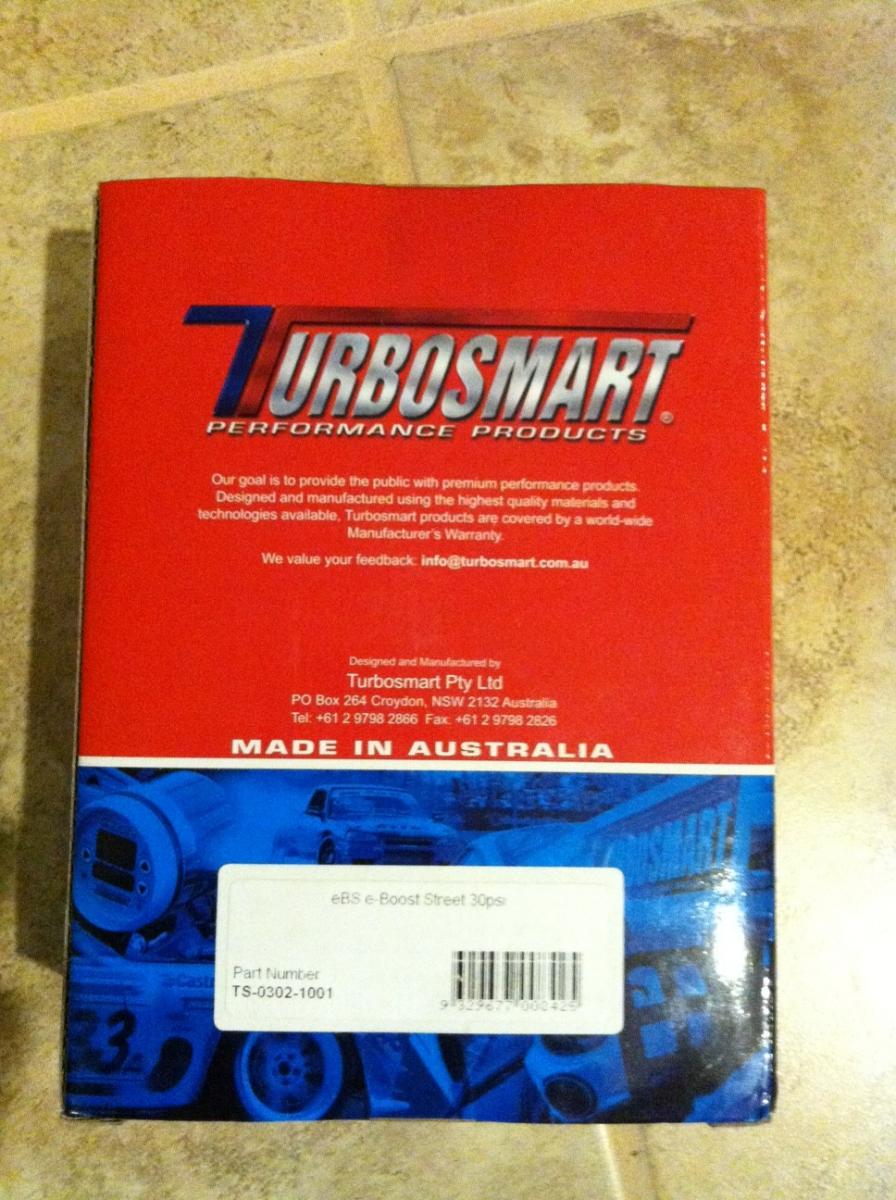 TURBOSMART®
PERFORMANCE PRODUCTS
Our goal is to provide the public with premium performance products.
Designed and manufactured using the highest quality materials and
technologies available, Turbosmart products are covered by a world-wide
Manufacturer's Warranty.
We value your feedback: info@turbosmart.com.au
Designed and Manufactured by
Turbosmart Pty Ltd
PO Box 264 Croydon, NSW 2132 Australia
Tel: +61 2 9798 2866 Fax: +61 2 9798 2826
MADE IN AUSTRALIA
eBS e-Boost Street 30psi
Part Number
TS-0302-1001
33